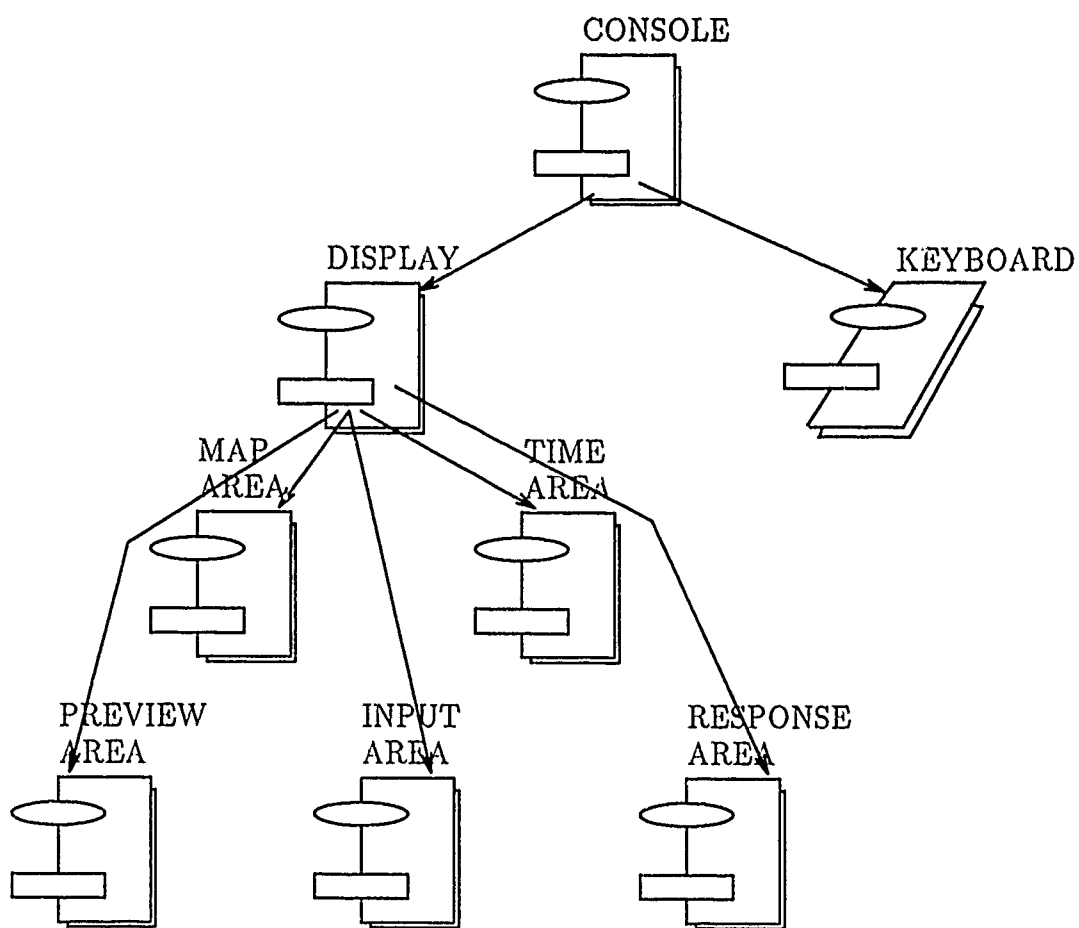 CONSOLE
DISPLAY
KEYBOARD
MAP
AREA
TIME
AREA
PREVIEW
AREA
INPUT
AREA
RESPONSE
AREA